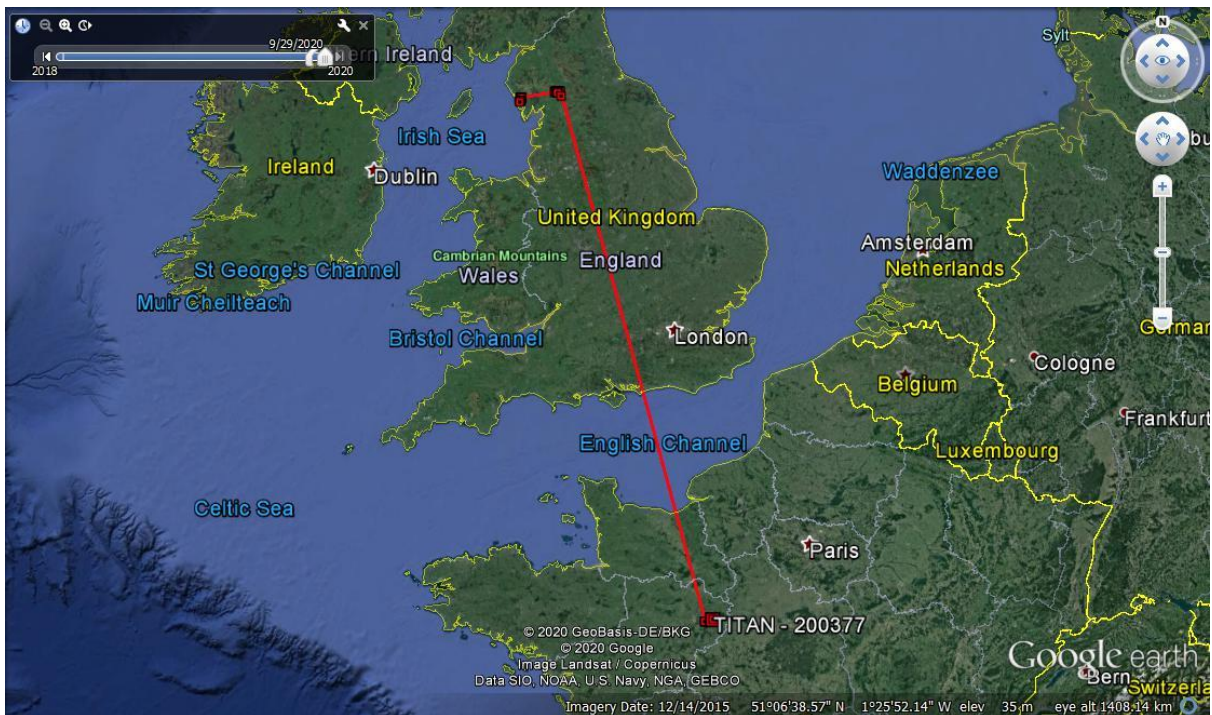 9/29/2020
2018
2020
N
Sylt
ern Ireland
Irish Sea
Ireland
Dublin
Waddenzee
United Kingdom
Cambrian Mountains
Wales
England
Amsterdam
Netherlands
St George's Channel
Muir Cheilteach
Bristol Channel
London
German
Cologne
Belgium
Frankfurt
English Channel
Luxembourg
Celtic Sea
Paris
TITAN - 200377
© 2020 GeoBasis-DE/BKG
© 2020 Google
Image Landsat / Copernicus
Data SIO, NOAA, U.S. Navy, NGA, GEBCO
Google earth
Bern
Switzerla
Imagery Date: 12/14/2015 51°06'38.57" N 1°25'52.14" W elev 35 m eye alt 1408.14 km